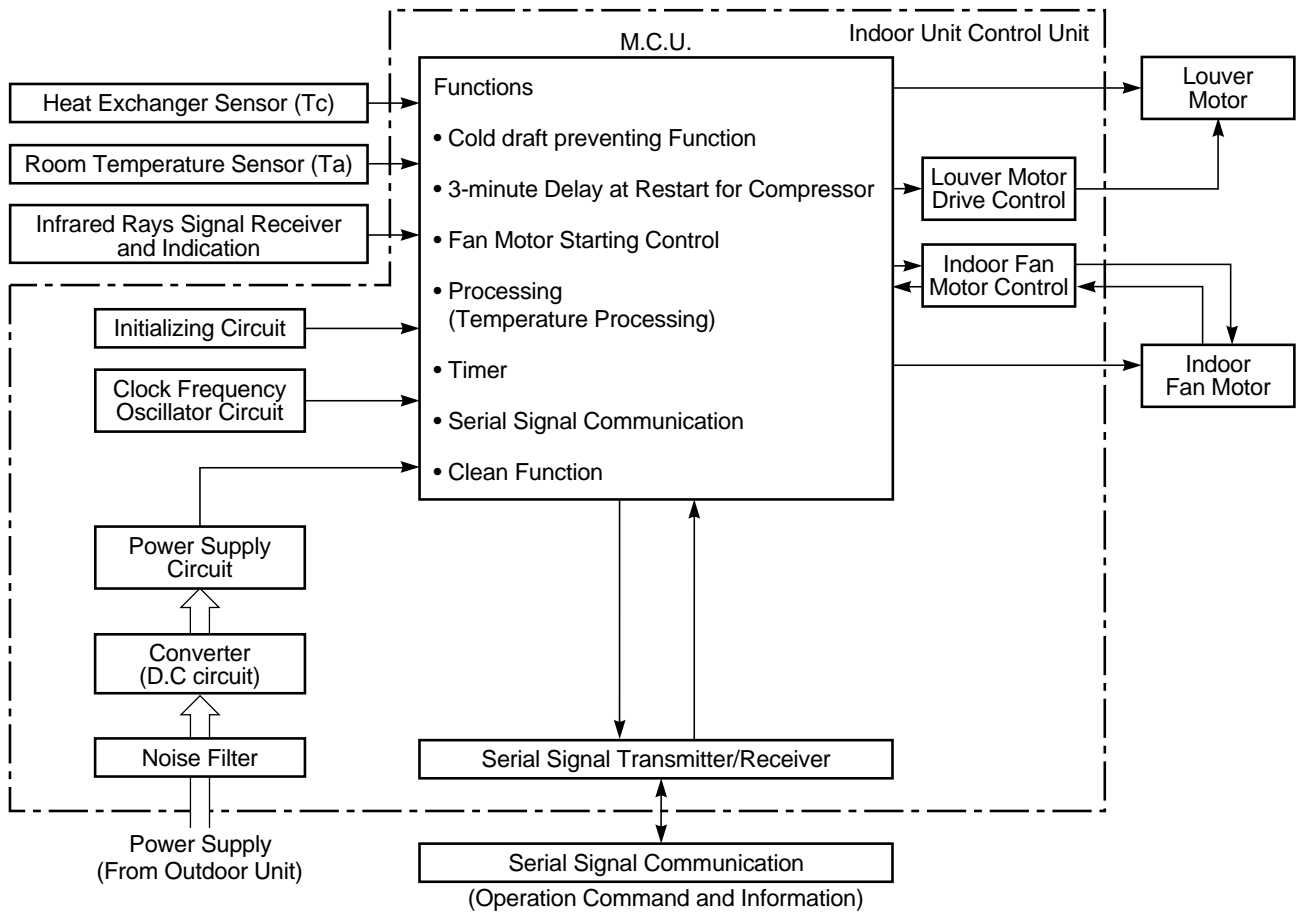 Indoor Unit Control Unit
M.C.U.
Heat Exchanger Sensor (Tc)
Room Temperature Sensor (Ta)
Infrared Rays Signal Receiver
and Indication
Initializing Circuit
Clock Frequency
Oscillator Circuit
Power Supply
Circuit
Converter
(D.C circuit)
Noise Filter
Power Supply
(From Outdoor Unit)
Functions
• Cold draft preventing Function
• 3-minute Delay at Restart for Compressor
• Fan Motor Starting Control
• Processing
(Temperature Processing)
• Timer
• Serial Signal Communication
• Clean Function
Louver
Motor
Louver Motor
Drive Control
Indoor Fan
Motor Control
Indoor
Fan Motor
Serial Signal Transmitter/Receiver
Serial Signal Communication
(Operation Command and Information)